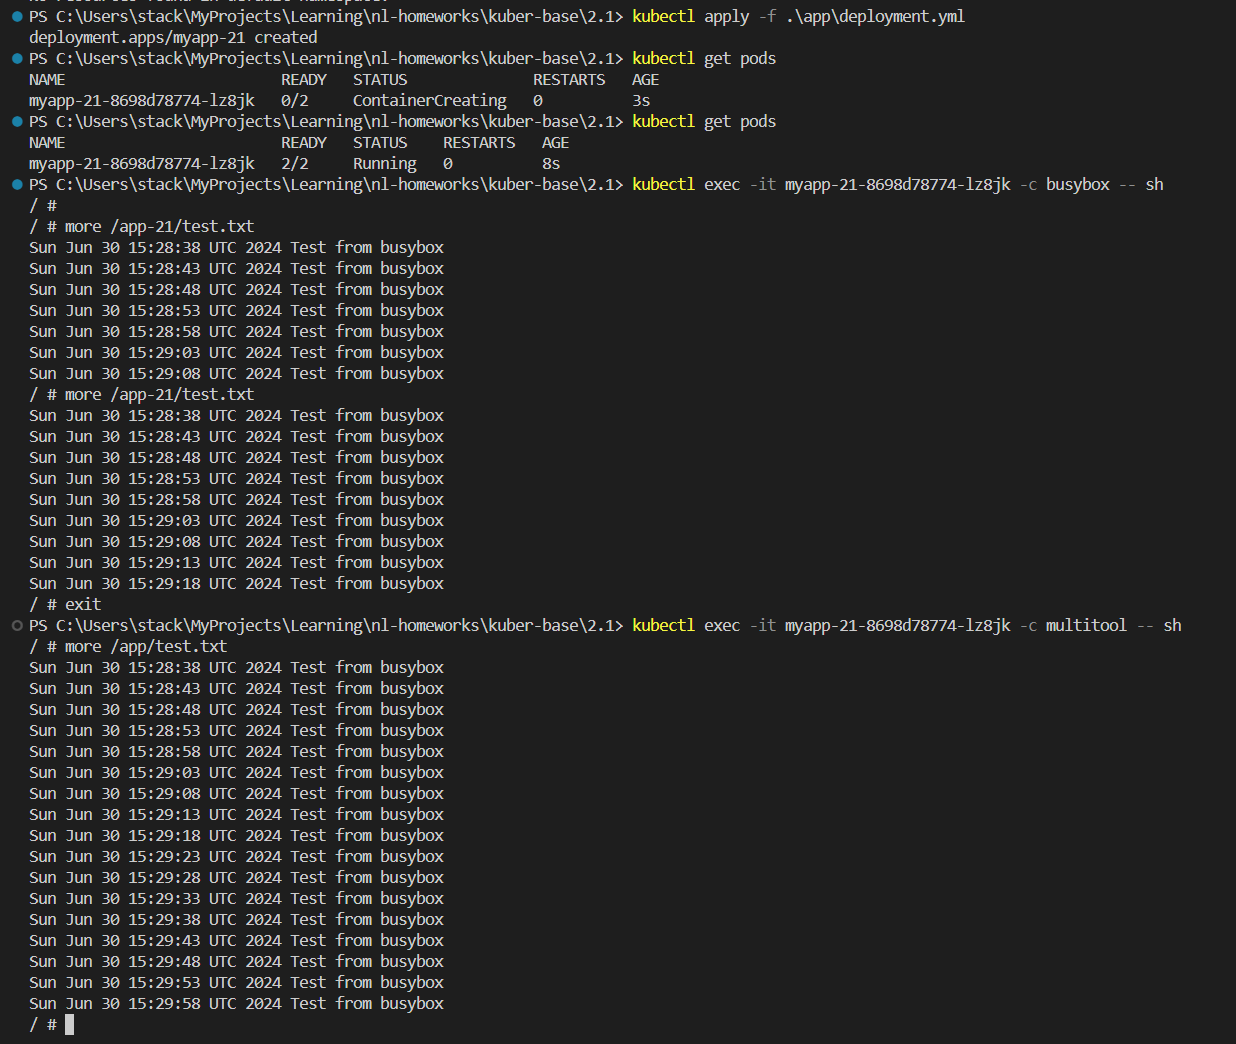 PS C:\Users\stack\MyProjects\Learning\nl-homeworks\kuber-base\2.1> kubectl apply -f .\app\deployment.yml
deployment.apps/myapp-21 created
PS C:\Users\stack\MyProjects\Learning\nl-homeworks\kuber-base\2.1> kubectl get pods
NAME                        READY   STATUS              RESTARTS   AGE
myapp-21-8698d78774-lz8jk   0/2     ContainerCreating   0          3s
PS C:\Users\stack\MyProjects\Learning\nl-homeworks\kuber-base\2.1> kubectl get pods
NAME                        READY   STATUS    RESTARTS   AGE
myapp-21-8698d78774-lz8jk   2/2     Running   0          8s
PS C:\Users\stack\MyProjects\Learning\nl-homeworks\kuber-base\2.1> kubectl exec -it myapp-21-8698d78774-lz8jk -c busybox -- sh
/ #
/ # more /app-21/test.txt
Sun Jun 30 15:28:38 UTC 2024 Test from busybox
Sun Jun 30 15:28:43 UTC 2024 Test from busybox
Sun Jun 30 15:28:48 UTC 2024 Test from busybox
Sun Jun 30 15:28:53 UTC 2024 Test from busybox
Sun Jun 30 15:28:58 UTC 2024 Test from busybox
Sun Jun 30 15:29:03 UTC 2024 Test from busybox
Sun Jun 30 15:29:08 UTC 2024 Test from busybox
/ # more /app-21/test.txt
Sun Jun 30 15:28:38 UTC 2024 Test from busybox
Sun Jun 30 15:28:43 UTC 2024 Test from busybox
Sun Jun 30 15:28:48 UTC 2024 Test from busybox
Sun Jun 30 15:28:53 UTC 2024 Test from busybox
Sun Jun 30 15:28:58 UTC 2024 Test from busybox
Sun Jun 30 15:29:03 UTC 2024 Test from busybox
Sun Jun 30 15:29:08 UTC 2024 Test from busybox
Sun Jun 30 15:29:13 UTC 2024 Test from busybox
Sun Jun 30 15:29:18 UTC 2024 Test from busybox
/ # exit
PS C:\Users\stack\MyProjects\Learning\nl-homeworks\kuber-base\2.1> kubectl exec -it myapp-21-8698d78774-lz8jk -c multitool -- sh
/ # more /app/test.txt
Sun Jun 30 15:28:38 UTC 2024 Test from busybox
Sun Jun 30 15:28:43 UTC 2024 Test from busybox
Sun Jun 30 15:28:48 UTC 2024 Test from busybox
Sun Jun 30 15:28:53 UTC 2024 Test from busybox
Sun Jun 30 15:28:58 UTC 2024 Test from busybox
Sun Jun 30 15:29:03 UTC 2024 Test from busybox
Sun Jun 30 15:29:08 UTC 2024 Test from busybox
Sun Jun 30 15:29:13 UTC 2024 Test from busybox
Sun Jun 30 15:29:18 UTC 2024 Test from busybox
Sun Jun 30 15:29:23 UTC 2024 Test from busybox
Sun Jun 30 15:29:28 UTC 2024 Test from busybox
Sun Jun 30 15:29:33 UTC 2024 Test from busybox
Sun Jun 30 15:29:38 UTC 2024 Test from busybox
Sun Jun 30 15:29:43 UTC 2024 Test from busybox
Sun Jun 30 15:29:48 UTC 2024 Test from busybox
Sun Jun 30 15:29:53 UTC 2024 Test from busybox
Sun Jun 30 15:29:58 UTC 2024 Test from busybox
/ #